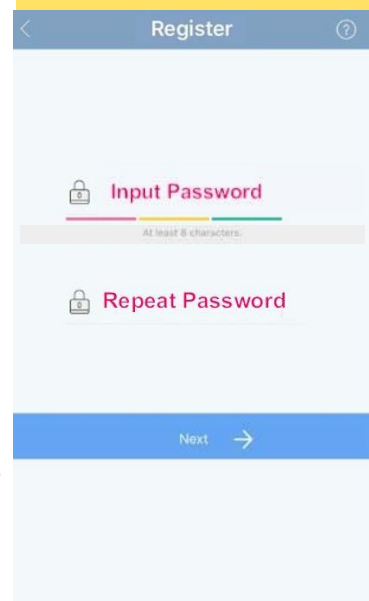 Register
Input Password
At least 8 characters.
Repeat Password
Next